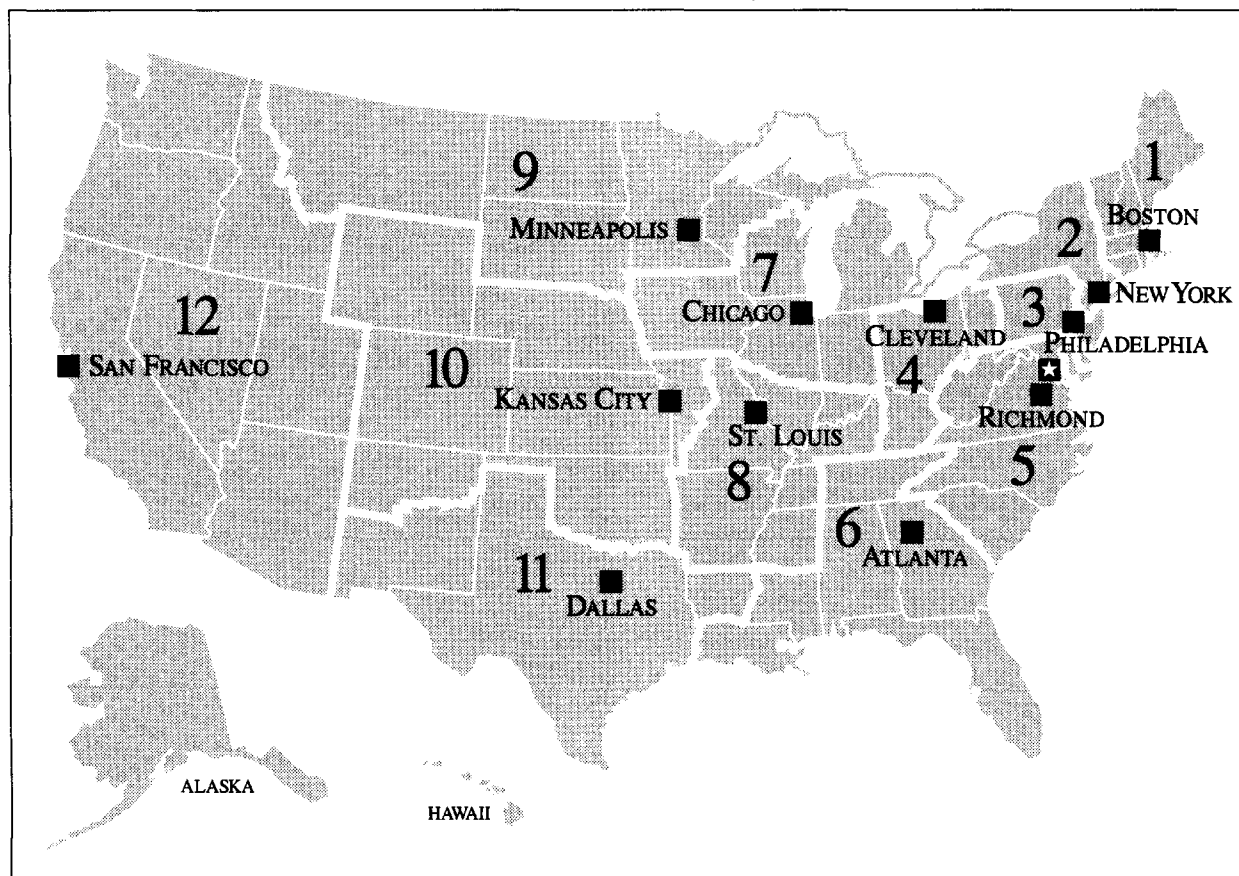 1
BOSTON
9
MINNEAPOLIS
2
7
CHICAGO
NEW YORK
3
CLEVELAND
PHILADELPHIA
12
SAN FRANCISCO
10
4
KANSAS CITY
ST. LOUIS
RICHMOND
5
8
6
ATLANTA
11
DALLAS
ALASKA
HAWAII